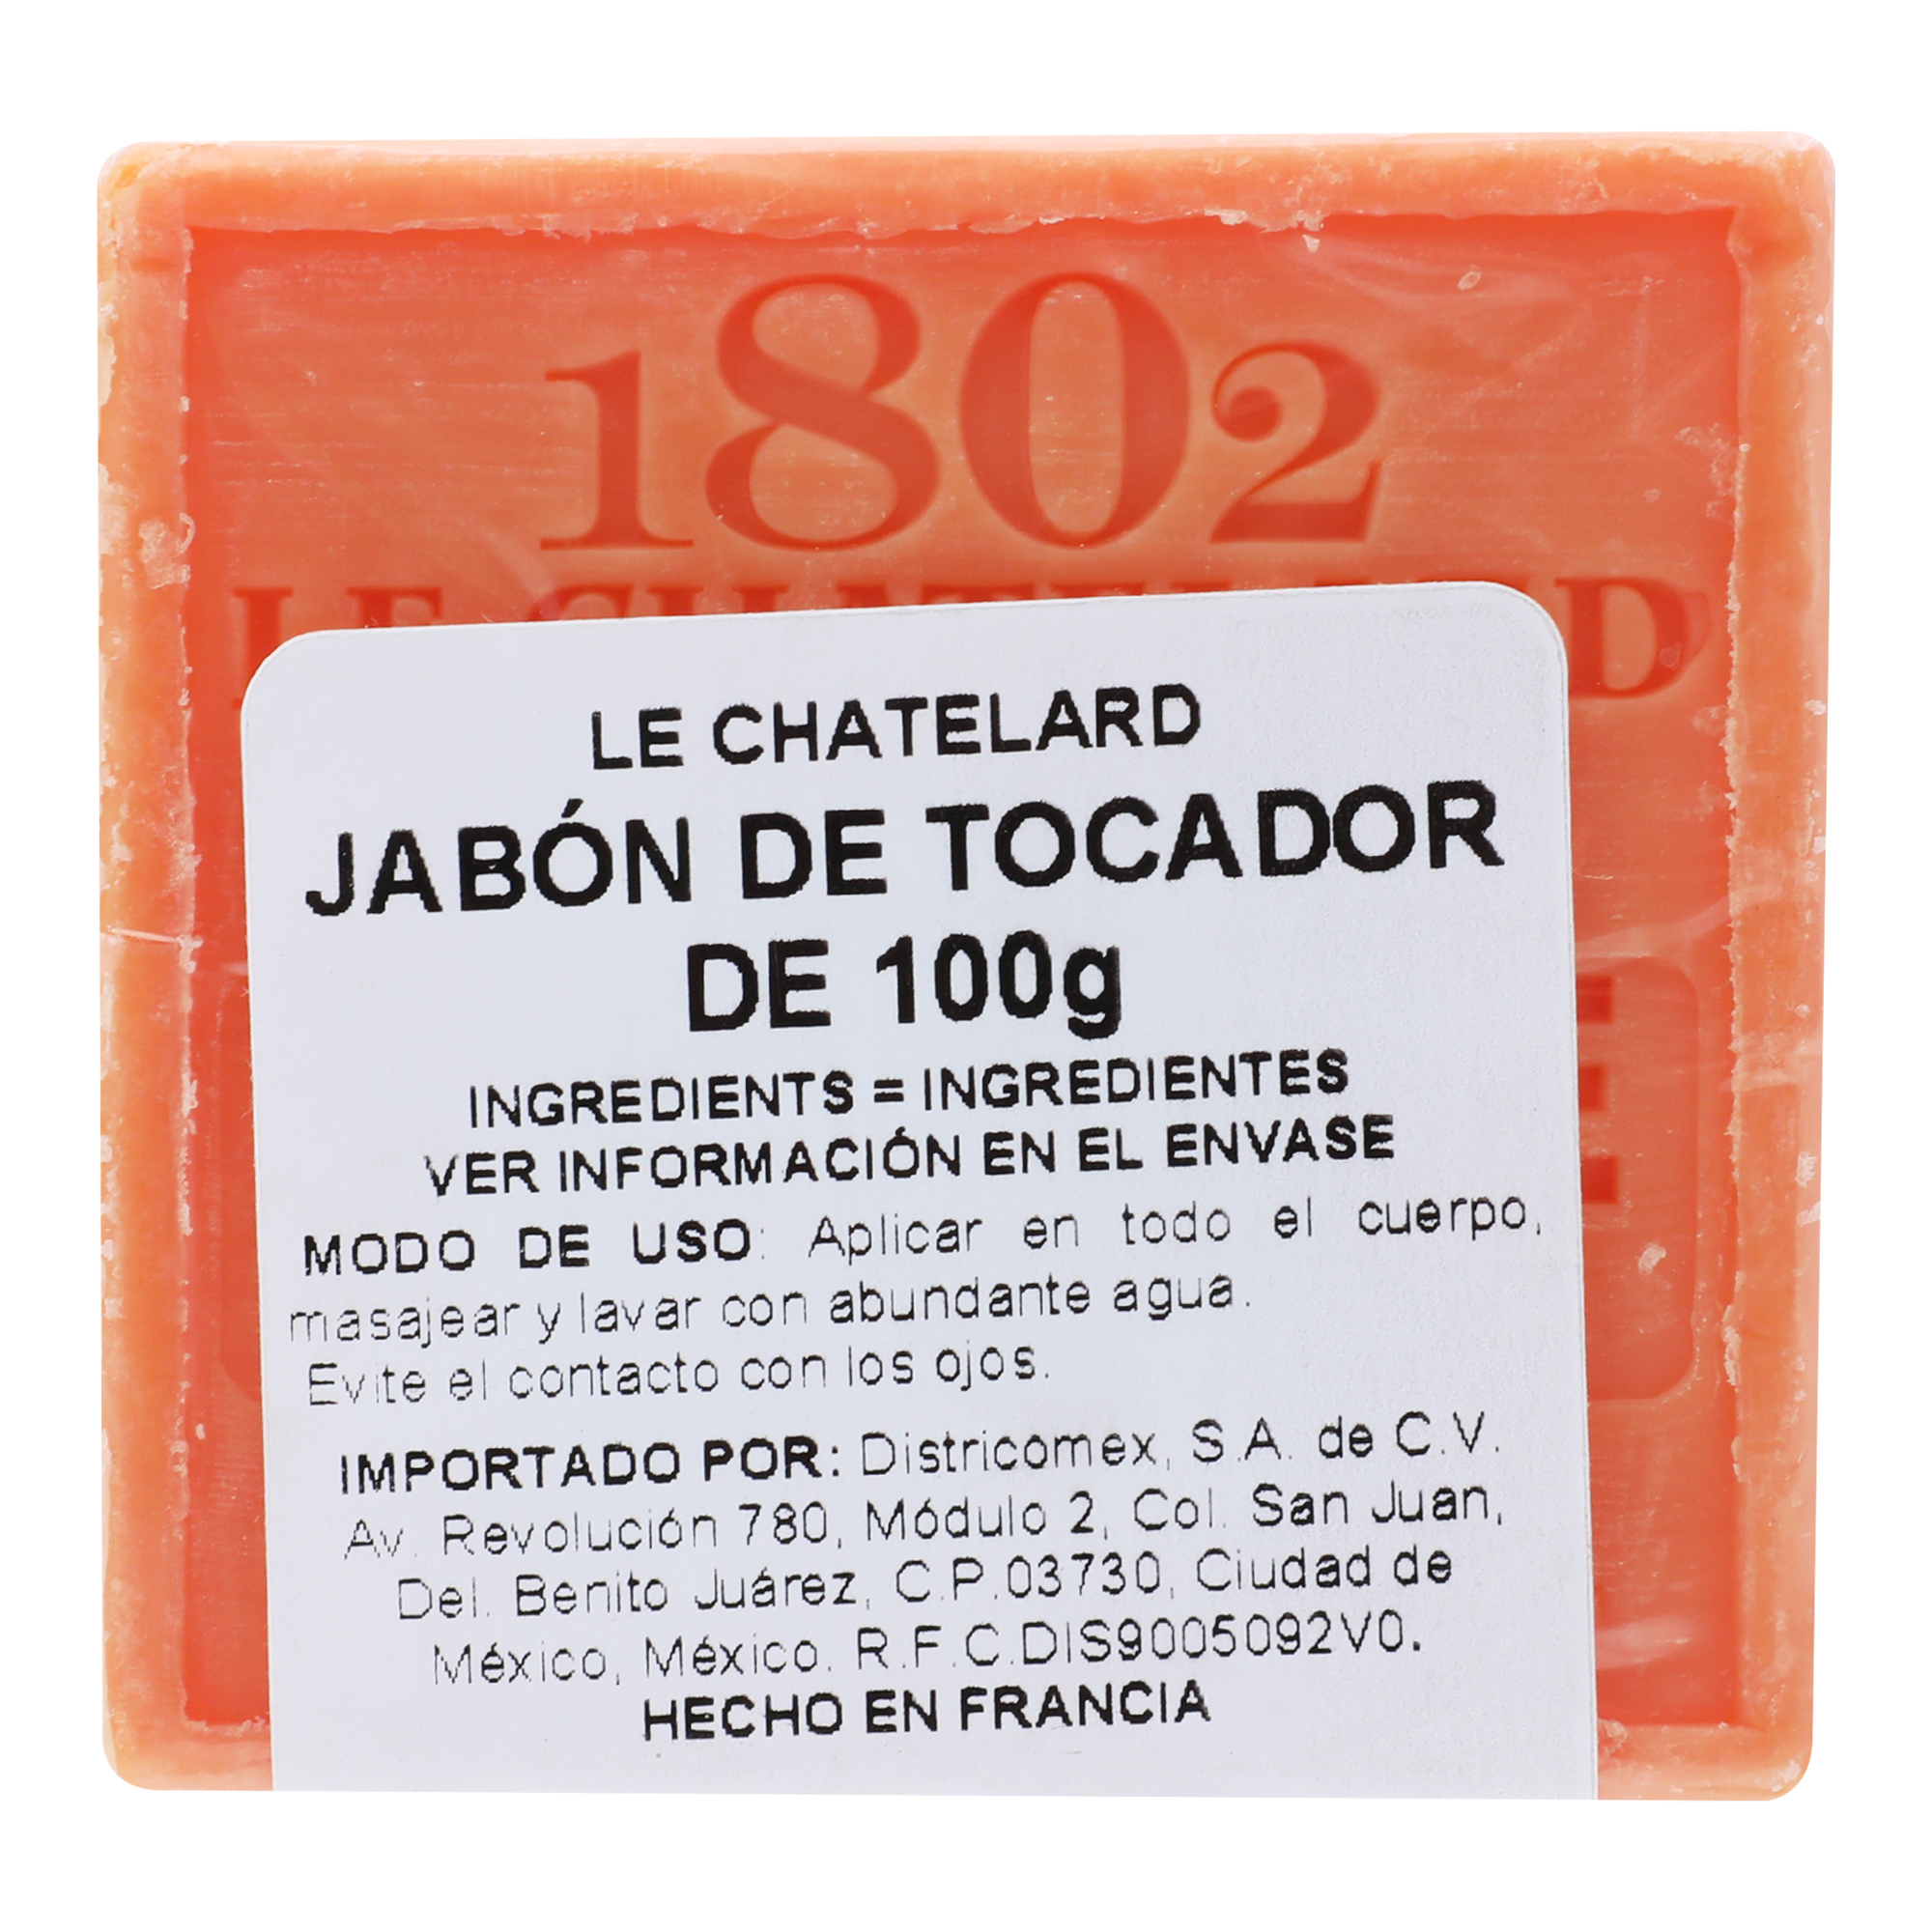 1802
LE CHATELARD
LE CHATELARD
JABÓN DE TOCADOR
DE 100g
INGREDIENTS = INGREDIENTES
VER INFORMACIÓN EN EL ENVASE
MODO DE USO: Aplicar en todo el cuerpo,
masajear y lavar con abundante agua.
Evite el contacto con los ojos.
IMPORTADO POR: Districomex, S.A. de C.V.
Av. Revolución 780, Módulo 2, Col. San Juan,
Del. Benito Juárez, C.P.03730, Ciudad de
México, México. R.F.C.DIS9005092V0.
HECHO EN FRANCIA